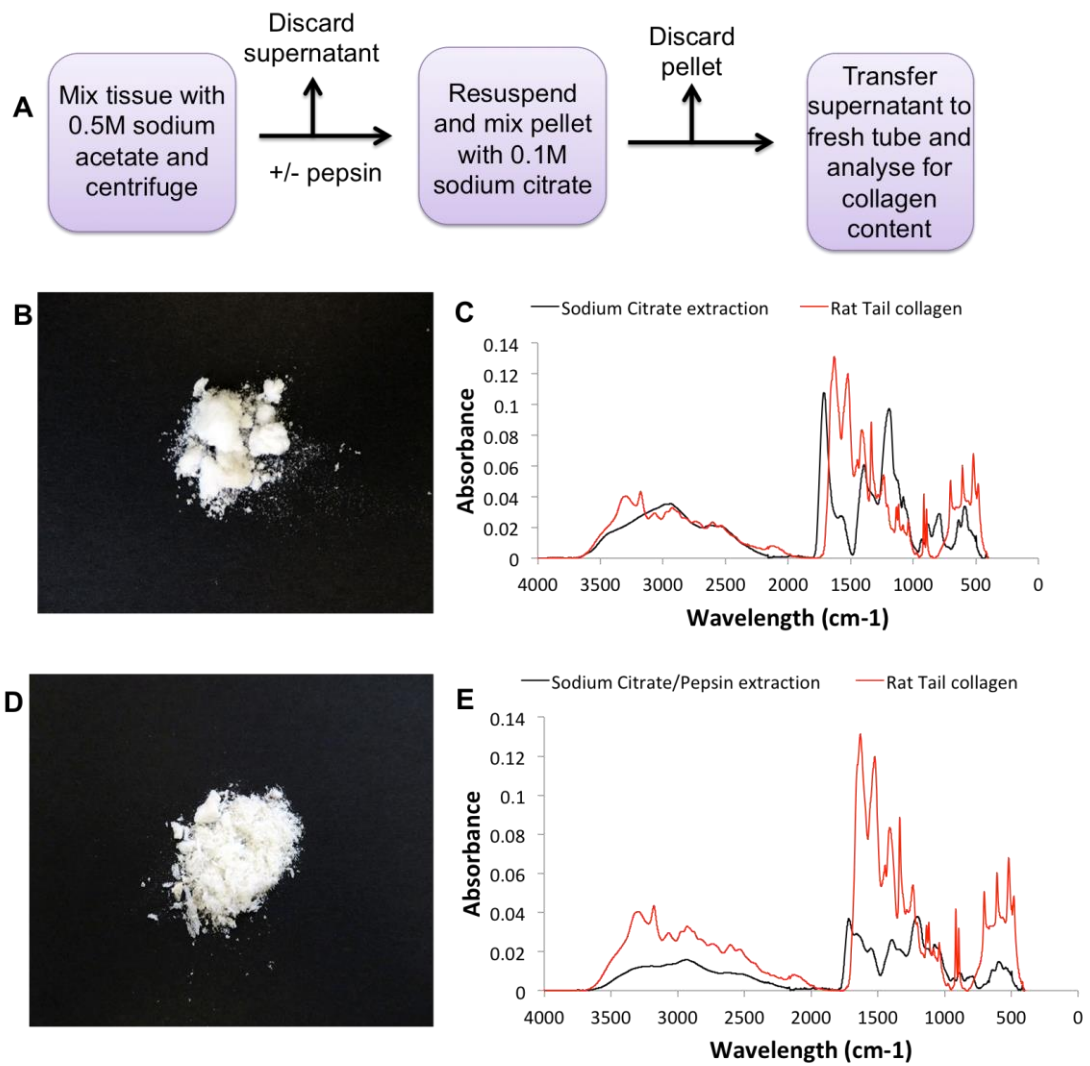 A
Mix tissue with
0.5M sodium
acetate and
centrifuge
Discard
supernatant
+/- pepsin
Resuspend
and mix pellet
with 0.1M
sodium citrate
Discard
pellet
Transfer
supernatant to
fresh tube and
analyse for
collagen
content
B
C
Sodium Citrate extraction
Rat Tail collagen
0.14
0.12
0.1
0.08
0.06
0.04
0.02
0
Absorbance
4000 3500 3000 2500 2000 1500 1000 500 0
Wavelength (cm-1)
D
E
Sodium Citrate/Pepsin extraction
Rat Tail collagen
0.14
0.12
0.1
0.08
0.06
0.04
0.02
0
Absorbance
4000 3500 3000 2500 2000 1500 1000 500 0
Wavelength (cm-1)